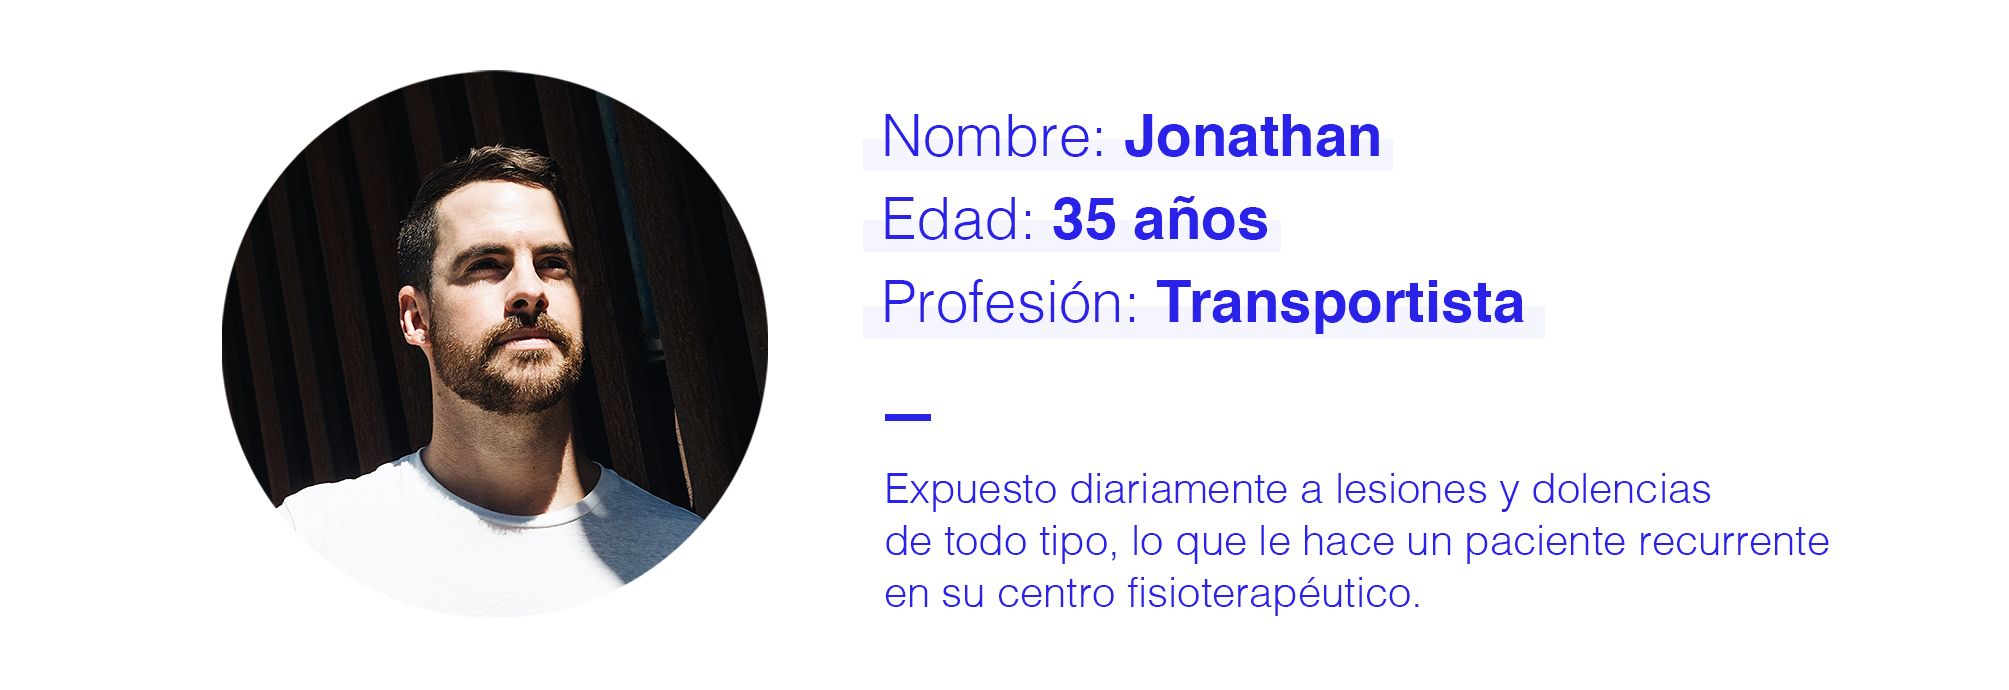 Nombre: Jonathan
Edad: 35 años
Profesión: Transportista
Expuesto diariamente a lesiones y dolencias
de todo tipo, lo que le hace un paciente recurrente
en su centro fisioterapéutico.